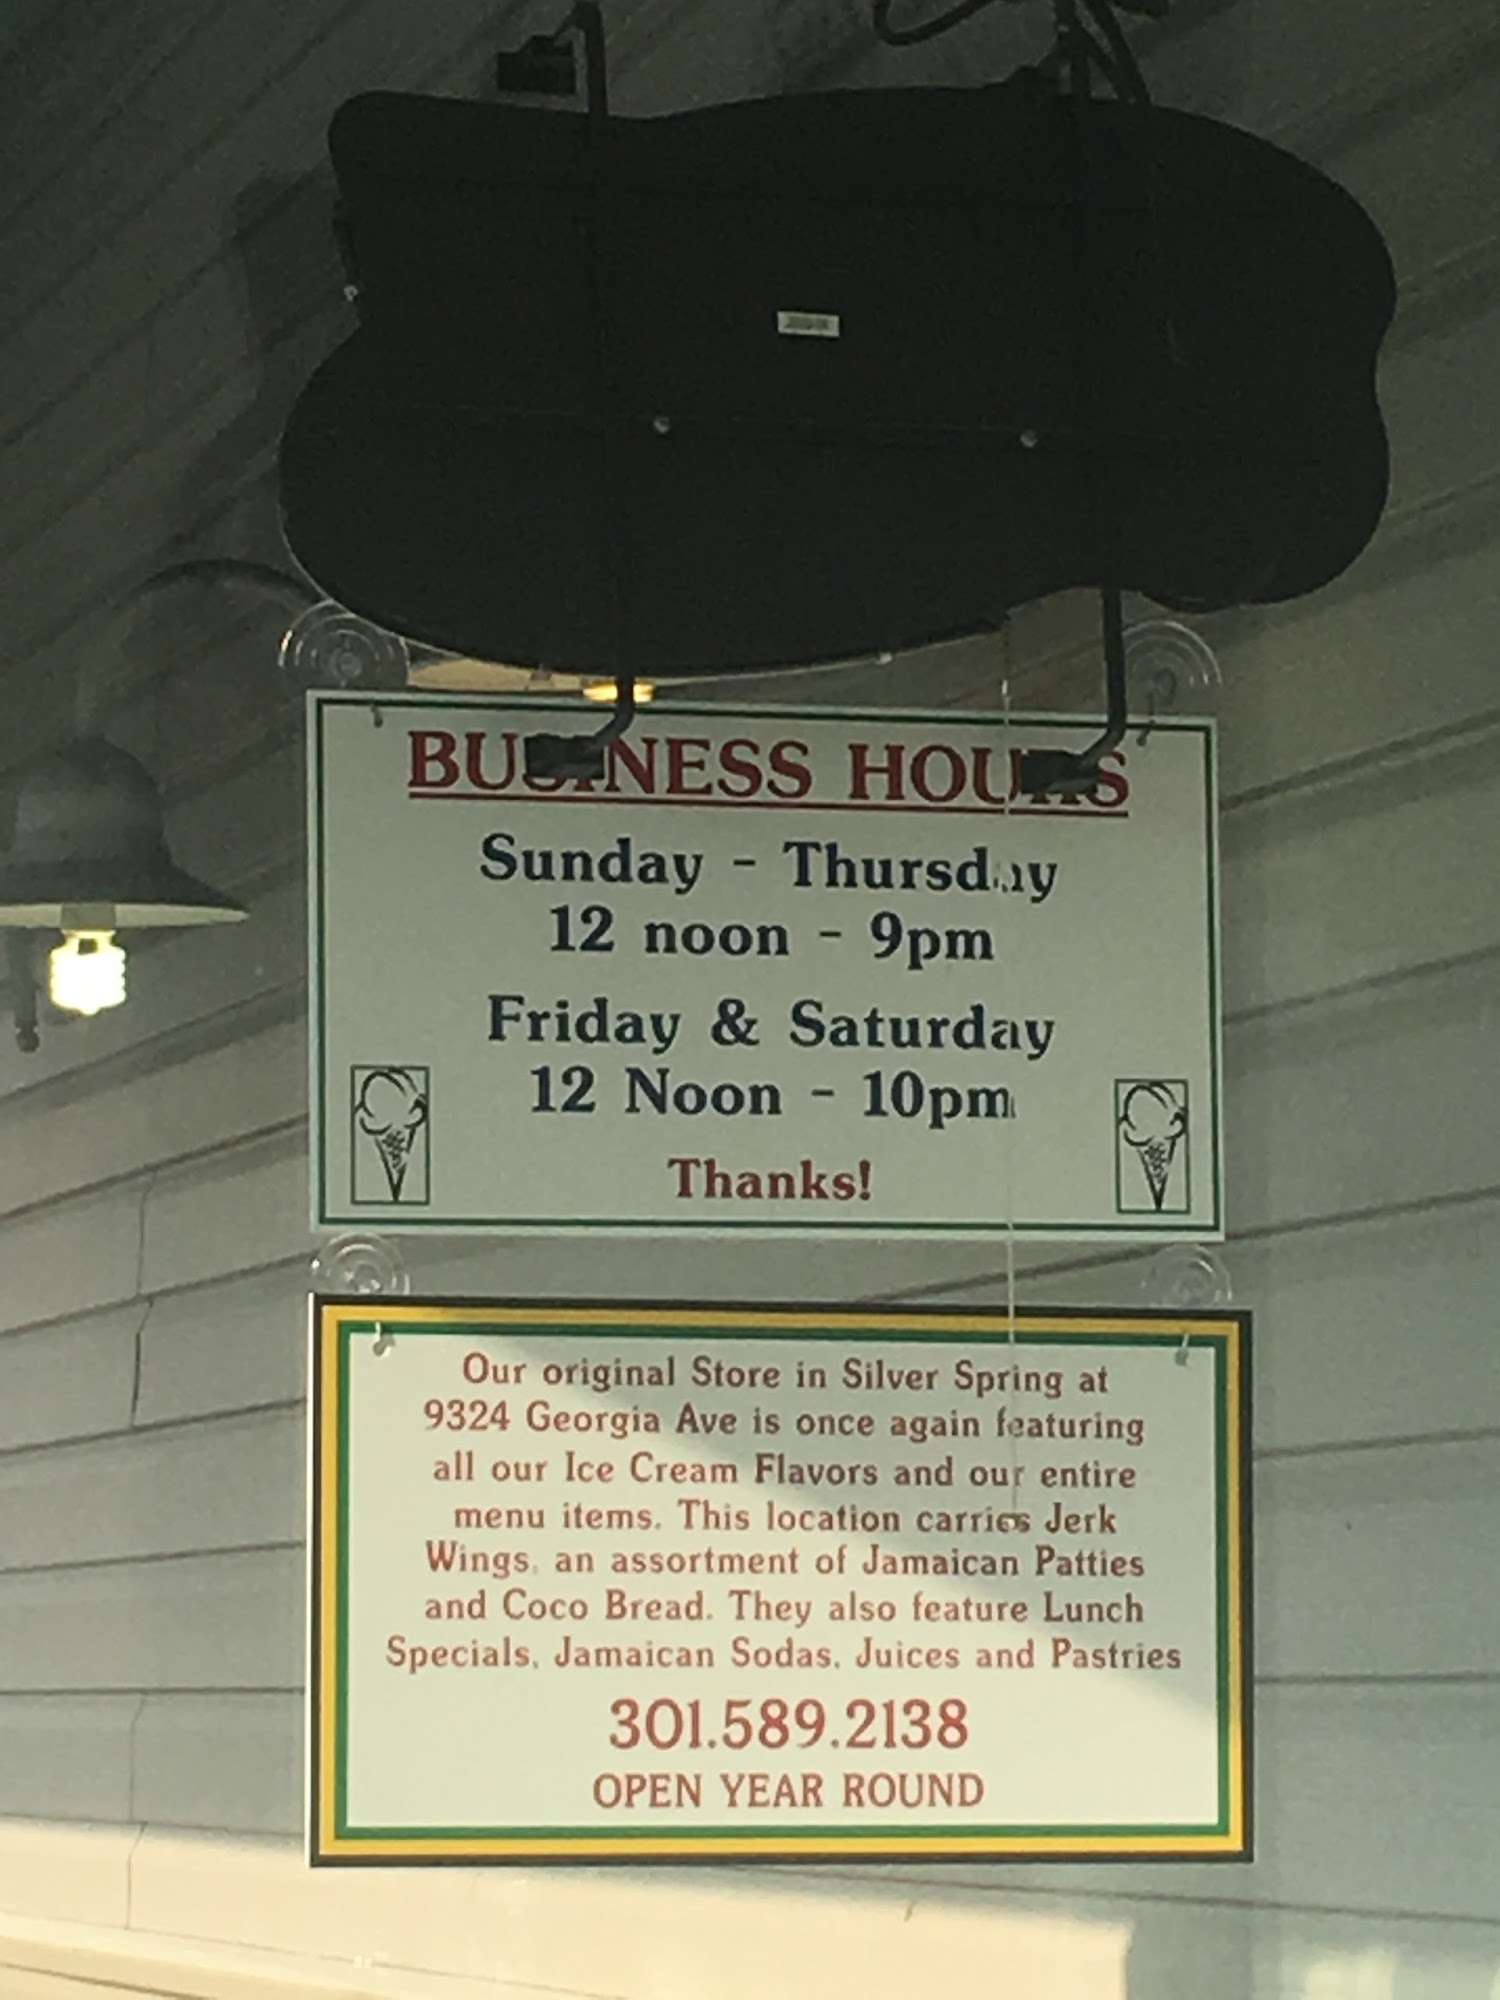 BUSINESS HOURS
Sunday - Thursday
12 noon - 9pm
Friday & Saturday
12 Noon - 10pm
Thanks!
Our original Store in Silver Spring at
9324 Georgia Ave is once again featuring
all our Ice Cream Flavors and our entire
menu items. This location carries Jerk
Wings, an assortment of Jamaican Patties
and Coco Bread. They also feature Lunch
Specials, Jamaican Sodas, Juices and Pastries
301.589.2138
OPEN YEAR ROUND